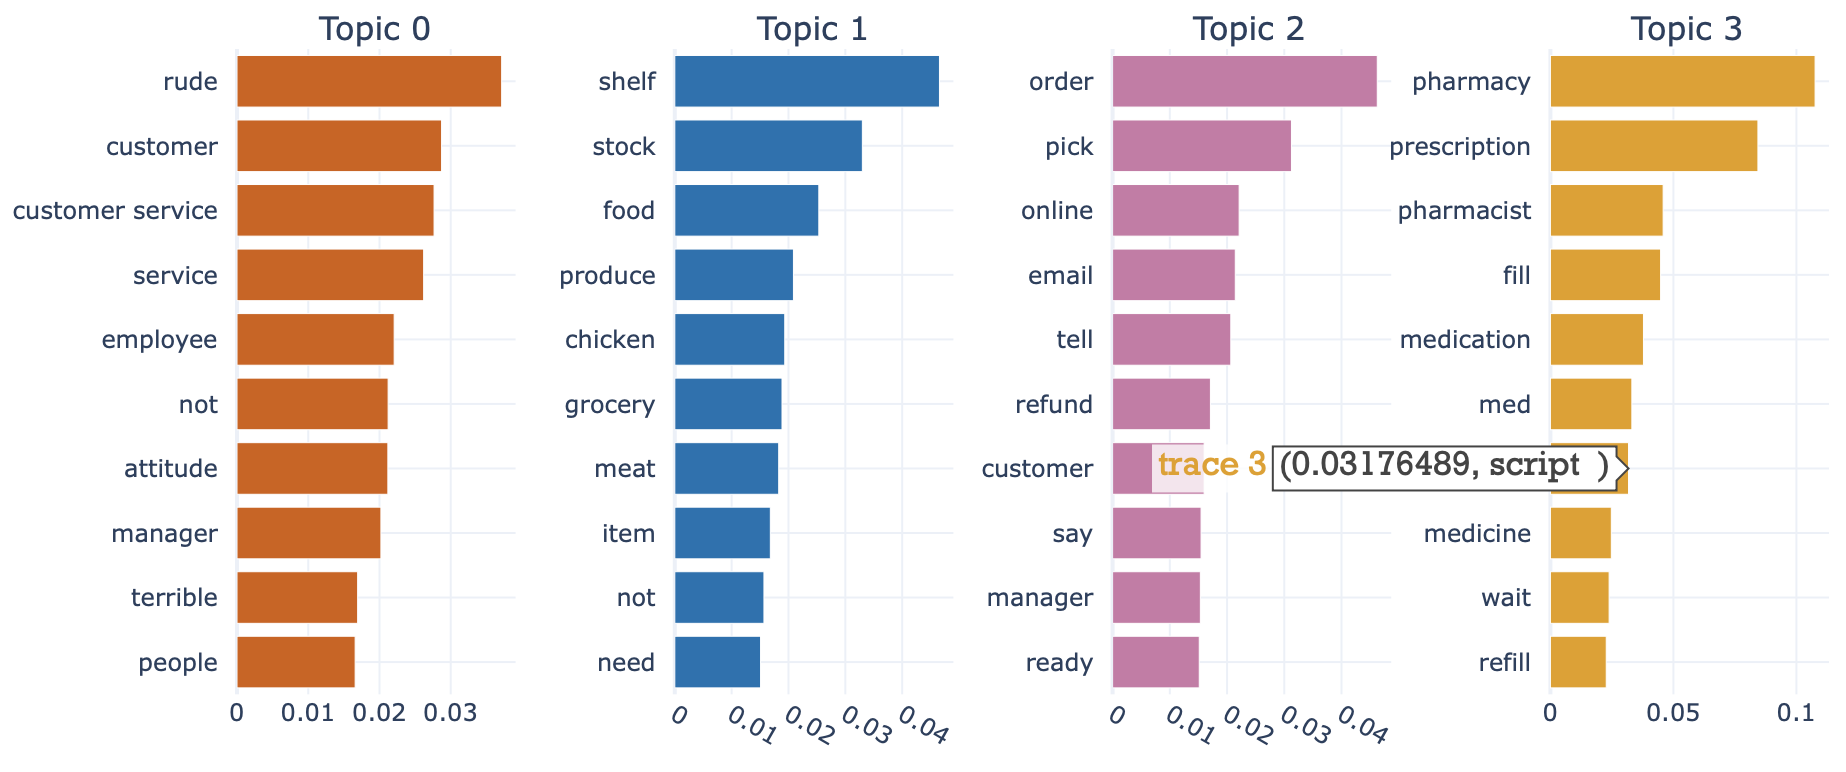 Topic 0
rude
customer
customer service
service
employee
not
attitude
manager
terrible
people
0 0.01 0.02 0.03
Topic 1
shelf
stock
food
produce
chicken
grocery
meat
item
not
need
0 0.01 0.02 0.03 0.04
Topic 2
order
pick
online
email
tell
refund
customer
say
manager
ready
0 0.01 0.02 0.03 0.04
Topic 3
pharmacy
prescription
pharmacist
fill
medication
med
trace 3 (0.03176489, script  )
medicine
wait
refill
0 0.05 0.1